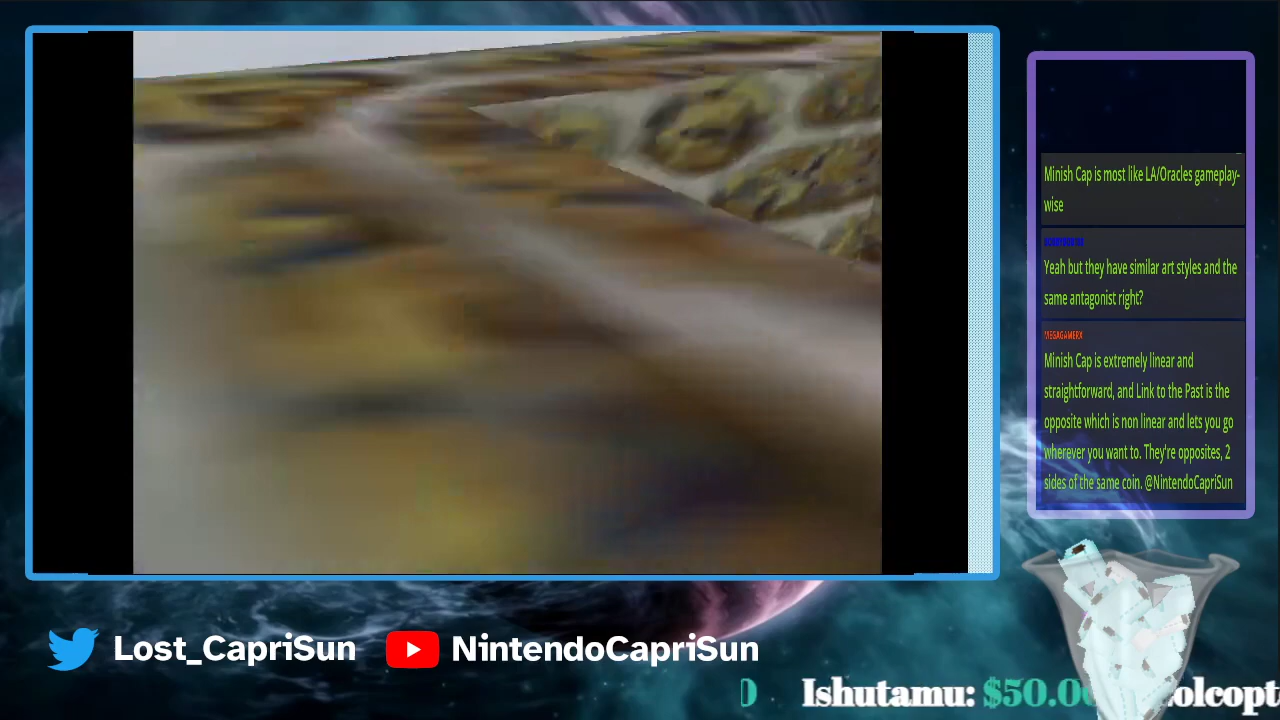 Minish Cap is most like LA/Oracles gameplay-
wise
Yeah but they have similar art styles and the
same antagonist right?
MEGAGAMERX
Minish Cap is extremely linear and
straightforward, and Link to the Past is the
opposite which is non linear and lets you go
wherever you want to. They're opposites, 2
sides of the same coin. @NintendoCapriSun
Lost_CapriSun NintendoCapriSun
Ishutamu: $50.0